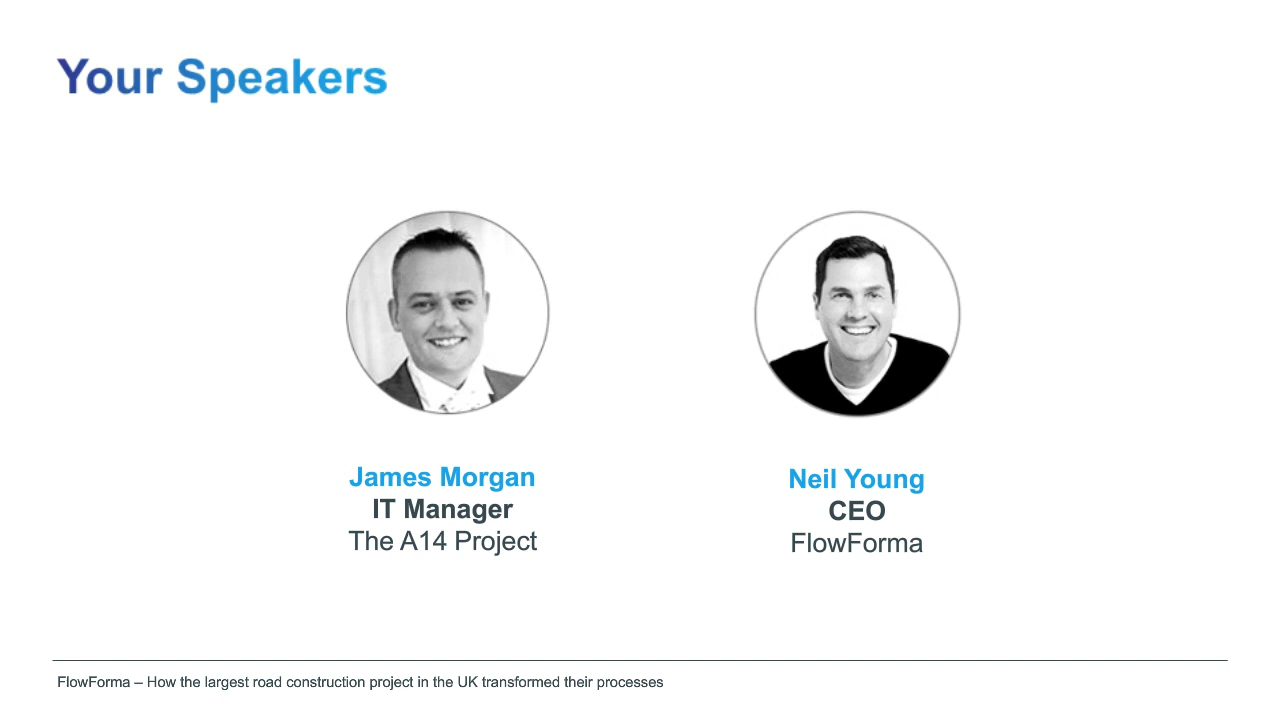 Your Speakers
James Morgan
IT Manager
The A14 Project
Neil Young
CEO
FlowForma
FlowForma – How the largest road construction project in the UK transformed their processes